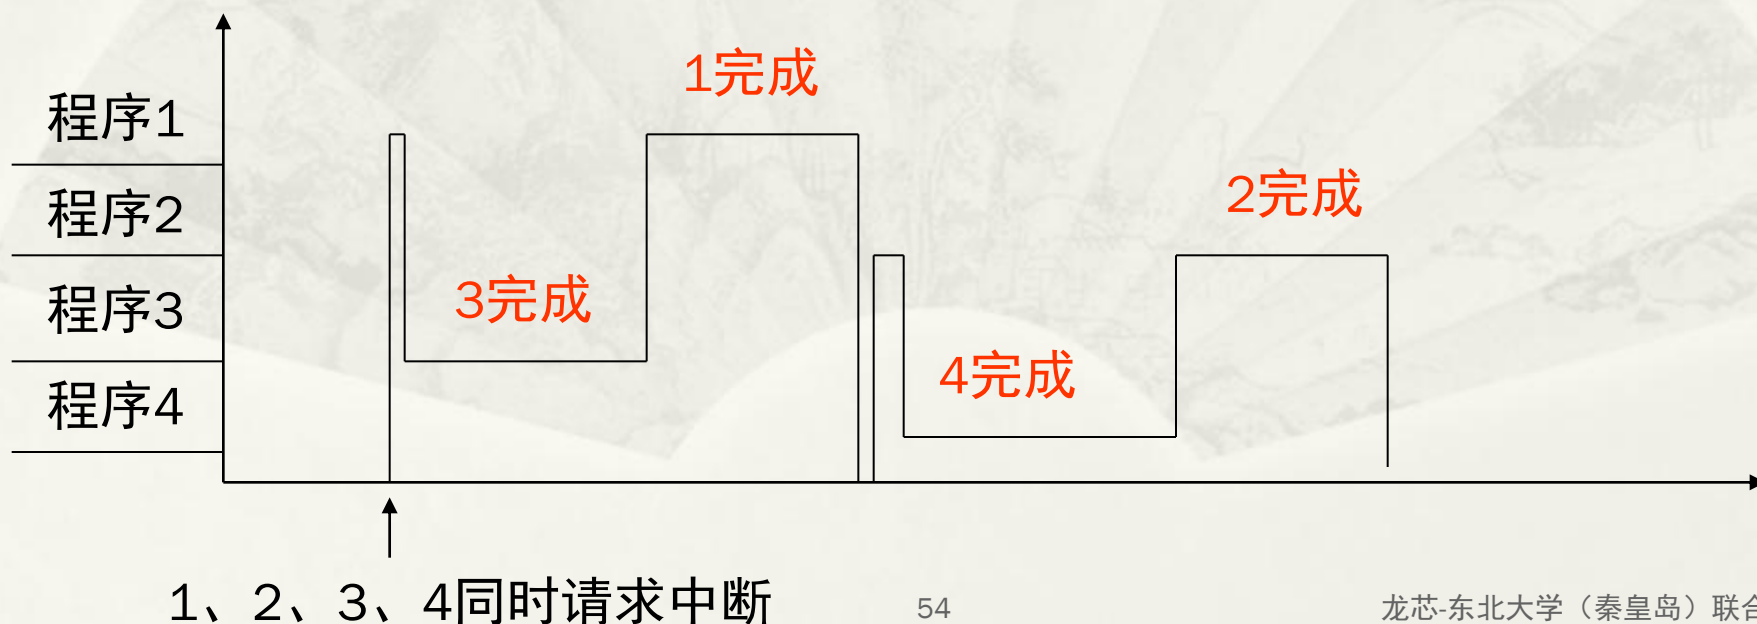 1完成
程序1
2完成
程序2
3完成
程序3
4完成
程序4
1、2、3、4同时请求中断
54
龙芯-东北大学（秦皇岛）联合